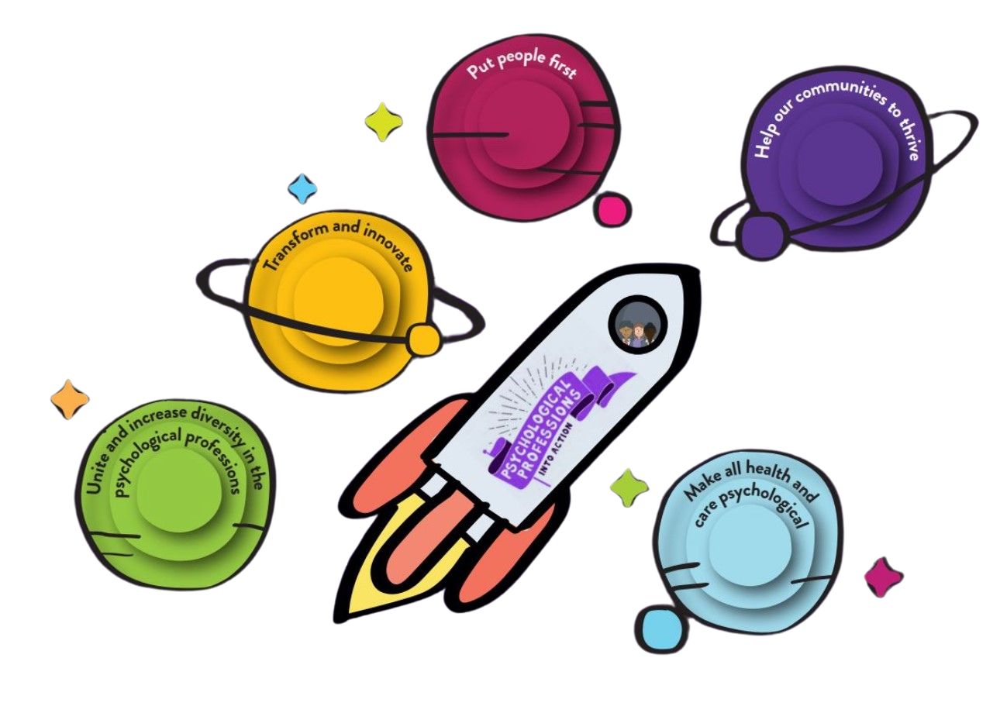 Put people first
Help our communities to thrive
Transform and innovate
Unite and increase diversity in the
psychological professions
PSYCHOLOGICAL
PROFESSIONS
INTO ACTION
Make all health and
care psychological